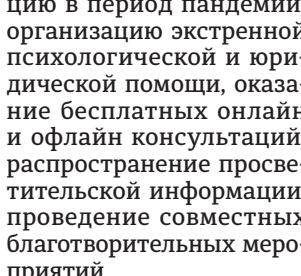 цию в период пандемии
организацию экстренной
психологической и юри-
дической помощи, оказа-
ние бесплатных онлайн
и офлайн консультаций
распространение просве-
тительской информации
проведение совместных
благотворительных меро-
приятий